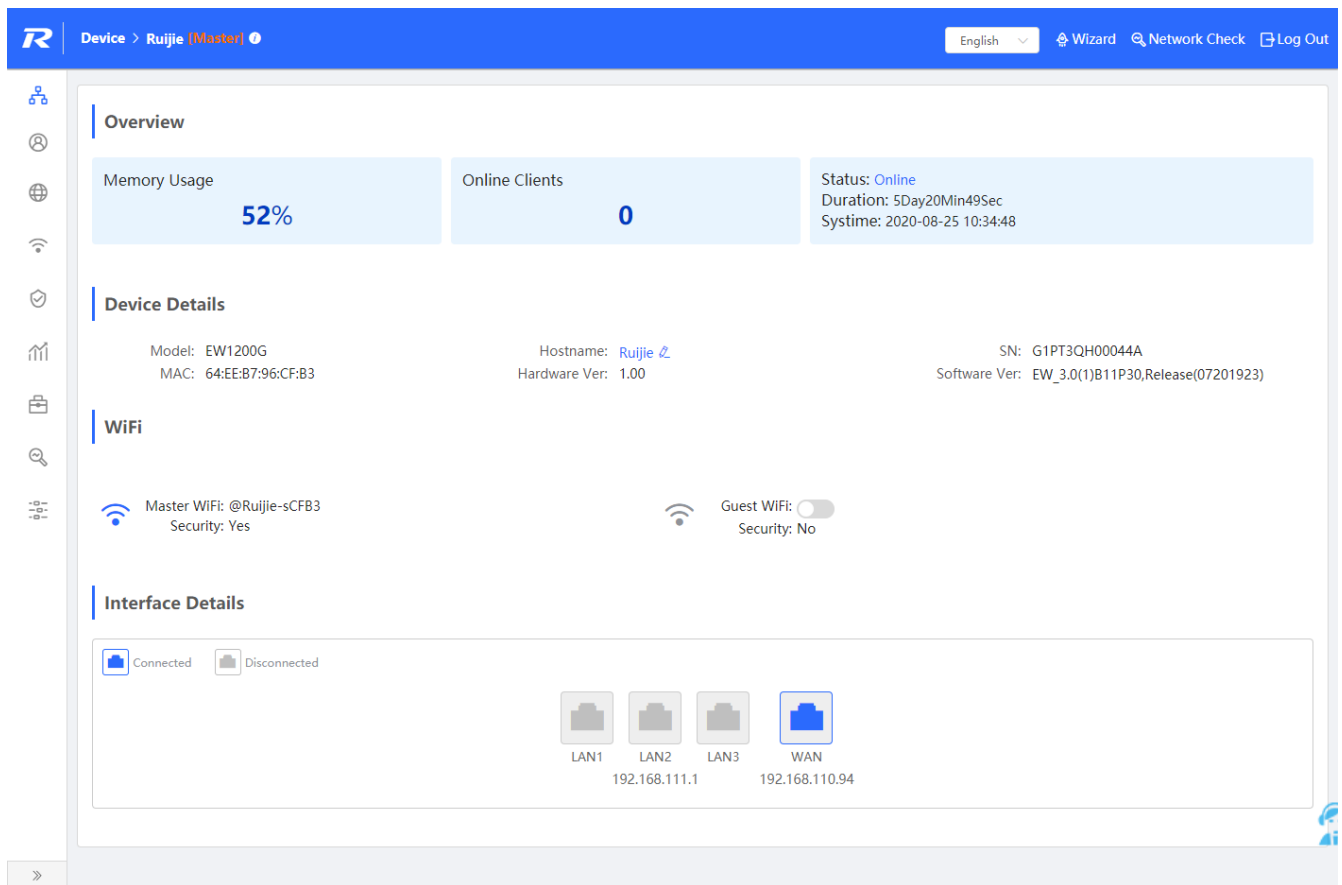 R Device > Ruijie [Master] English Wizard Network Check Log Out
Overview
Memory Usage
52%
Online Clients
0
Status: Online
Duration: 5Day20Min49Sec
Systime: 2020-08-25 10:34:48
Device Details
Model: EW1200G
MAC: 64:EE:B7:96:CF:B3
Hostname: Ruijie
Hardware Ver: 1.00
SN: G1PT3QH00044A
Software Ver: EW_3.0(1)B11P30,Release(07201923)
WiFi
Master WiFi: @Ruijie-sCFB3
Security: Yes
Guest WiFi:
Security: No
Interface Details
Connected Disconnected
LAN1 LAN2 LAN3 WAN
192.168.111.1 192.168.110.94